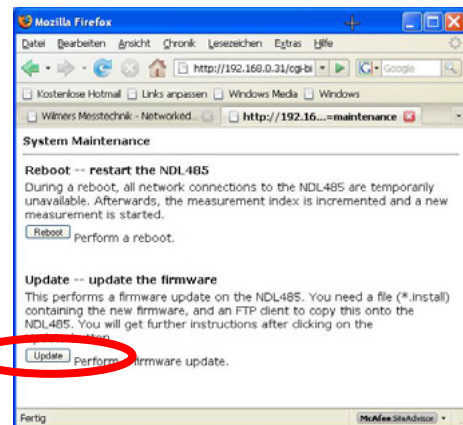 Mozilla Firefox
Datei Bearbeiten Ansicht Chronik Lesezeichen Extras Hilfe
http://192.168.0.31/cgi-bi Google
Kostenlose Hotmail Links anpassen Windows Media Windows
Wilmers Messtechnik - Networked... http://192.16...=maintenance
System Maintenance
Reboot -- restart the NDL485
During a reboot, all network connections to the NDL485 are temporarily
unavailable. Afterwards, the measurement index is incremented and a new
measurement is started.
Reboot Perform a reboot.
Update -- update the firmware
This performs a firmware update on the NDL485. You need a file (*.install)
containing the new firmware, and an FTP client to copy this onto the
NDL485. You will get further instructions after clicking on the
button.
Update Perform firmware update.
Fertig McAfee SiteAdvisor